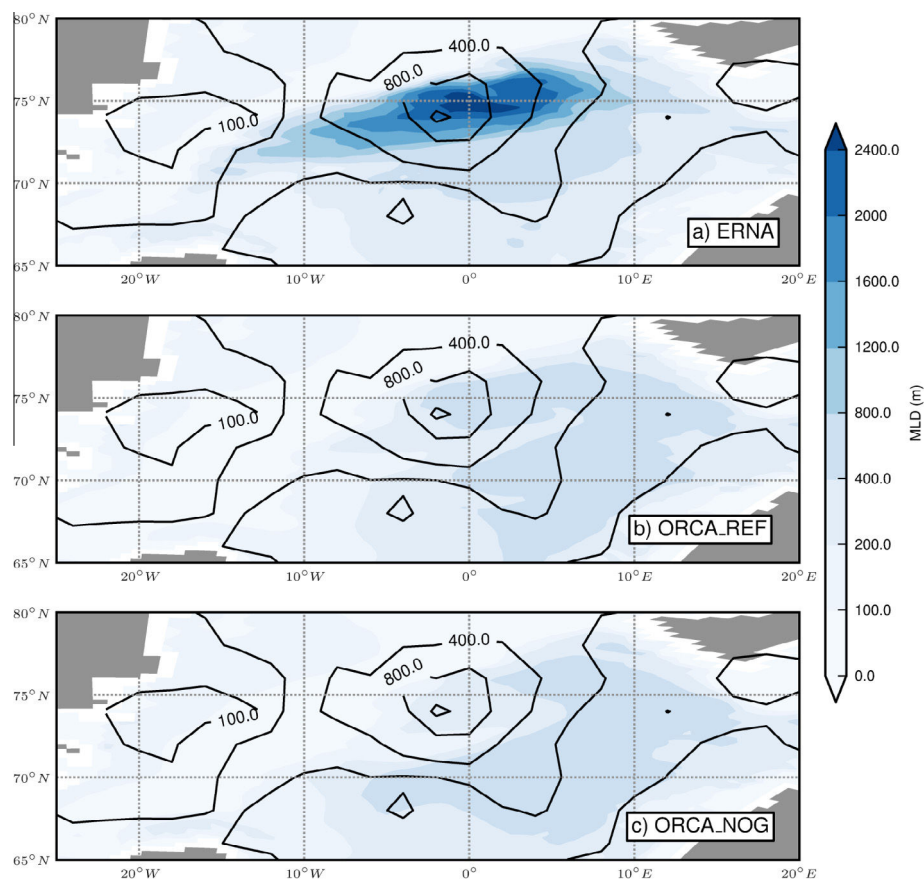 80°N
75°N
70°N
65°N
400.0
800.0
100.0
a) ERNA
20°W 10°W 0° 10°E 20°E
80°N
75°N
70°N
65°N
400.0
800.0
100.0
b) ORCA_REF
20°W 10°W 0° 10°E 20°E
80°N
75°N
70°N
65°N
400.0
800.0
100.0
c) ORCA_NOG
20°W 10°W 0° 10°E 20°E
2400.0
2000
1600.0
1200.0
800.0
400.0
200.0
100.0
0.0
MLD (m)